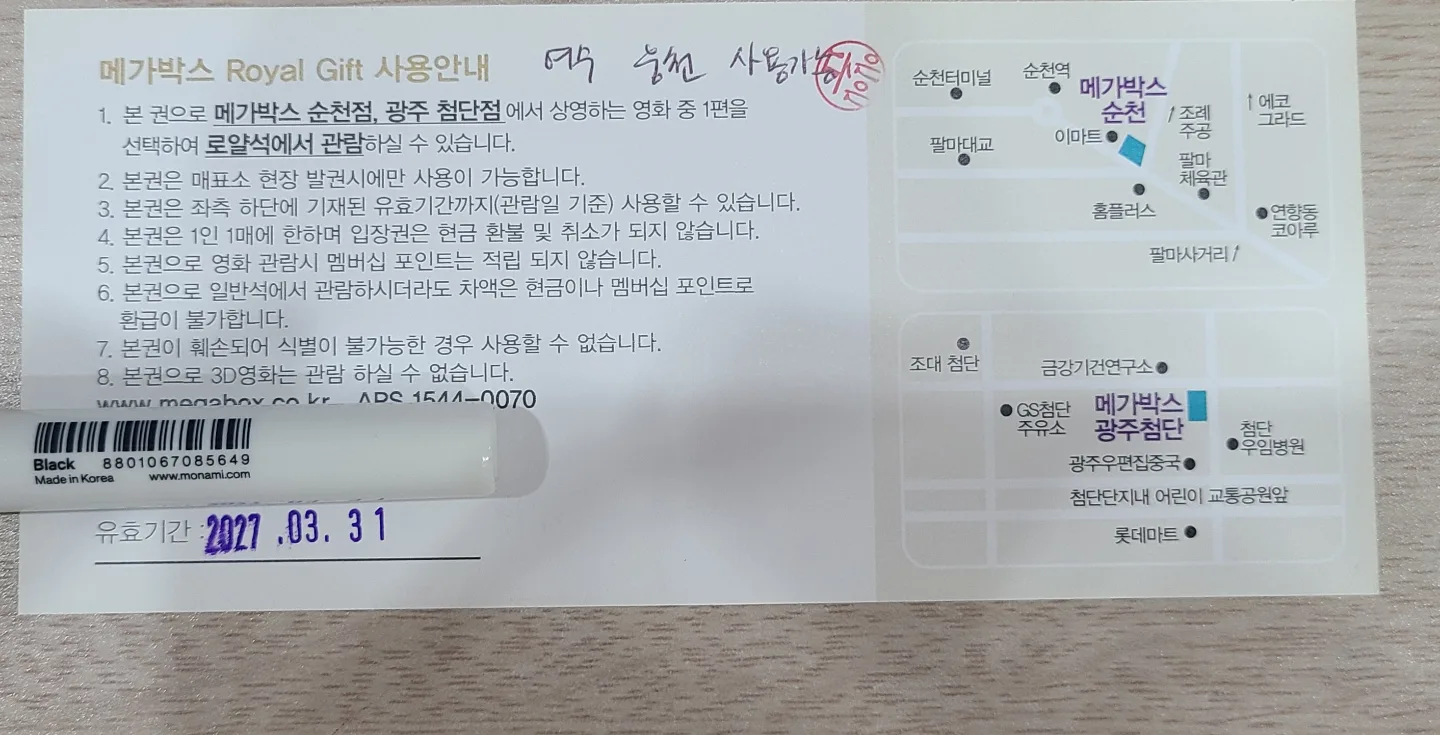 메가박스 Royal Gift 사용안내
여수 웅천 사용가능
1. 본 권으로 메가박스 순천점, 광주 첨단점에서 상영하는 영화 중 1편을
선택하여 로얄석에서 관람하실 수 있습니다.
2. 본권은 매표소 현장 발권시에만 사용이 가능합니다.
3. 본권은 좌측 하단에 기재된 유효기간까지(관람일 기준) 사용할 수 있습니다.
4. 본권은 1인 1매에 한하며 입장권은 현금 환불 및 취소가 되지 않습니다.
5. 본권으로 영화 관람시 멤버십 포인트는 적립 되지 않습니다.
6. 본권으로 일반석에서 관람하시더라도 차액은 현금이나 멤버십 포인트로
환급이 불가합니다.
7. 본권이 훼손되어 식별이 불가능한 경우 사용할 수 없습니다.
8. 본권으로 3D영화는 관람 하실 수 없습니다.
www.megabox.co.kr ARS 1544-0070
Black 8801067085649
Made in Korea www.monami.com
유효기간 : 2027 .03. 31
순천터미널
순천역
메가박스
순천
↑ 에코
그라드
/ 조례
주공
이마트
팔마대교
팔마
체육관
홈플러스
연향동
코아루
팔마사거리 /
조대 첨단
금강기건연구소
GS첨단
주유소
메가박스
광주첨단
첨단
우임병원
광주우편집중국
첨단단지내 어린이 교통공원앞
롯데마트